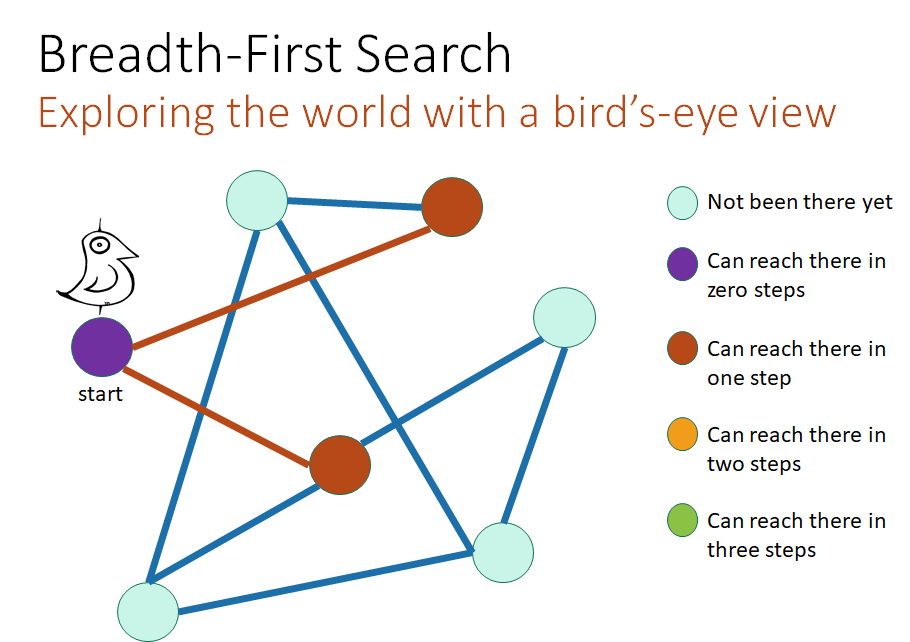 Breadth-First Search
Exploring the world with a bird’s-eye view
start
Not been there yet
Can reach there in
zero steps
Can reach there in
one step
Can reach there in
two steps
Can reach there in
three steps